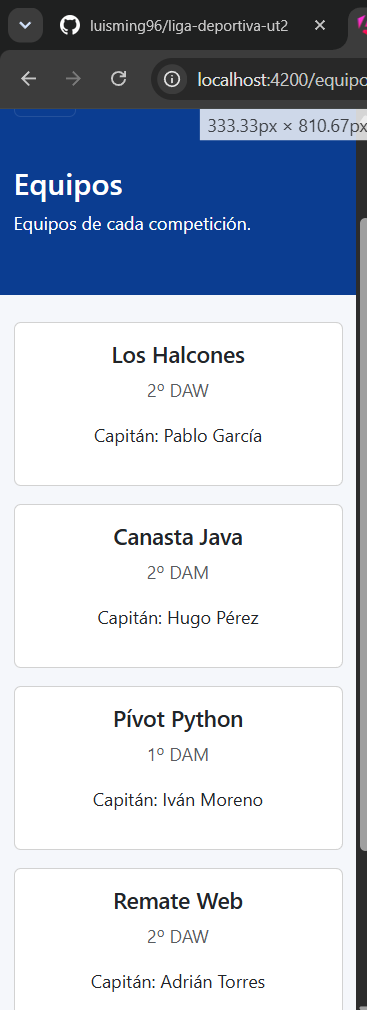 luisming96/liga-deportiva-ut2
localhost:4200/equipo
333.33px × 810.67px
Equipos
Equipos de cada competición.
Los Halcones
2º DAW
Capitán: Pablo García
Canasta Java
2º DAM
Capitán: Hugo Pérez
Pívot Python
1º DAM
Capitán: Iván Moreno
Remate Web
2º DAW
Capitán: Adrián Torres